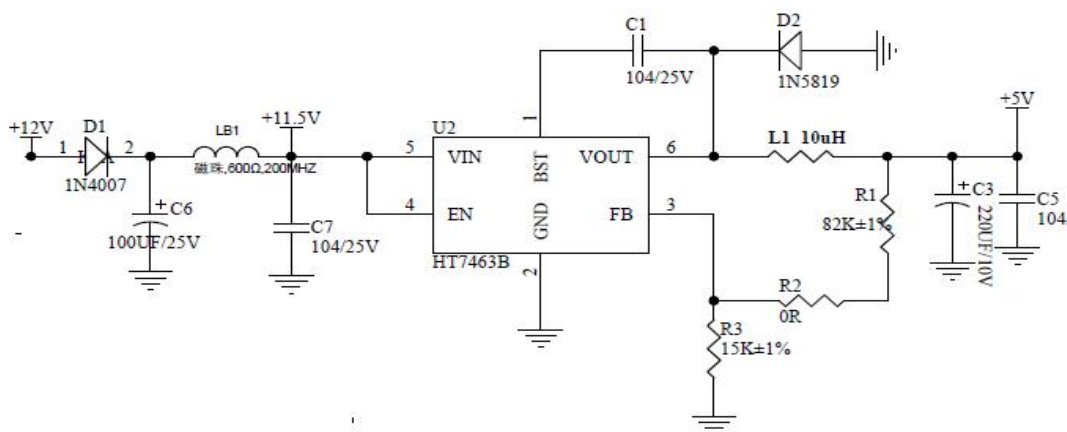 C1
104/25V
D2
1N5819
+12V
1
D1
2
1N4007
LB1
磁珠,600Ω,200MHZ
+11.5V
C6
100UF/25V
C7
104/25V
U2
1
5
VIN
BST
VOUT
6
4
EN
GND
FB
3
HT7463B
2
L1 10uH
+5V
R1
82K±1%
C3
220UF/10V
C5
104/
R2
0R
R3
15K±1%